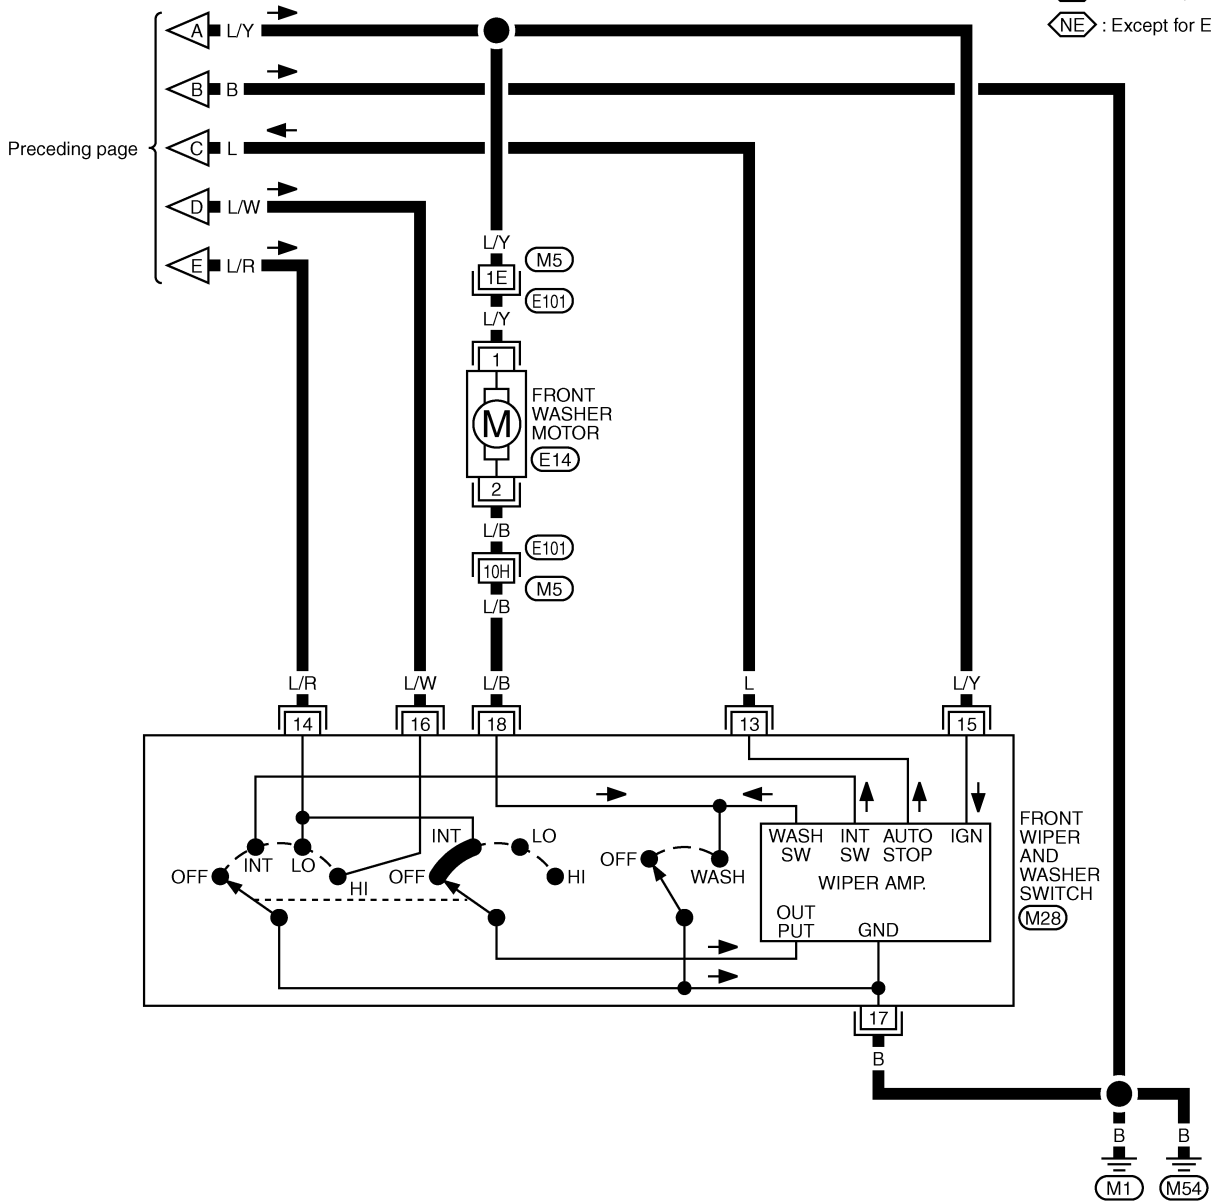 A L/Y
NE : Except for E
B B
Preceding page
C L
D L/W
E L/R
L/Y
M5
1E
E101
L/Y
1
FRONT
WASHER
MOTOR
M
E14
2
L/B
E101
10H
M5
L/B
L/R L/W L/B L L/Y
14 16 18 13 15
FRONT
WIPER
AND
WASHER
SWITCH
M28
OFF INT LO HI
OFF INT LO HI
OFF WASH
WASH
SW
INT
SW
AUTO
STOP
IGN
WIPER AMP.
OUT
PUT
GND
17
B
B B
M1 M54